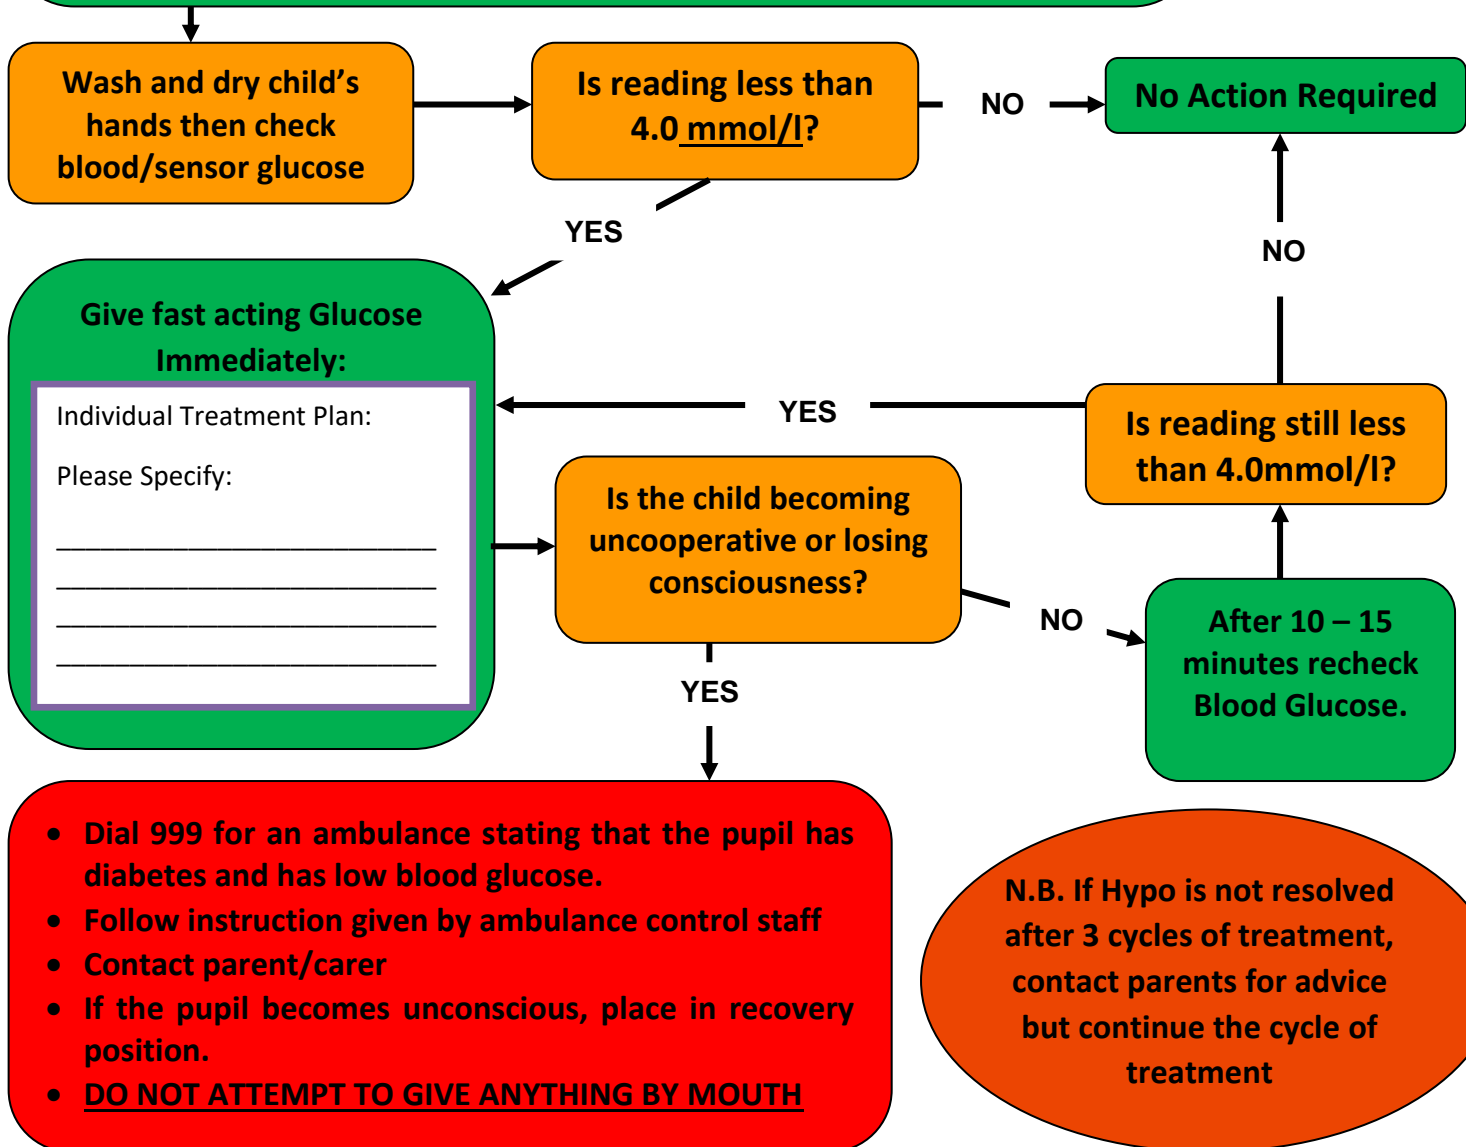 Wash and dry child’s
hands then check
blood/sensor glucose
Is reading less than
4.0 mmol/l?
NO
No Action Required
YES
NO
Give fast acting Glucose
Immediately:
Individual Treatment Plan:
Please Specify:
___________________________
___________________________
___________________________
___________________________
YES
Is reading still less
than 4.0mmol/l?
Is the child becoming
uncooperative or losing
consciousness?
NO
After 10 – 15
minutes recheck
Blood Glucose.
YES
• Dial 999 for an ambulance stating that the pupil has
diabetes and has low blood glucose.
• Follow instruction given by ambulance control staff
• Contact parent/carer
• If the pupil becomes unconscious, place in recovery
position.
• DO NOT ATTEMPT TO GIVE ANYTHING BY MOUTH
N.B. If Hypo is not resolved
after 3 cycles of treatment,
contact parents for advice
but continue the cycle of
treatment